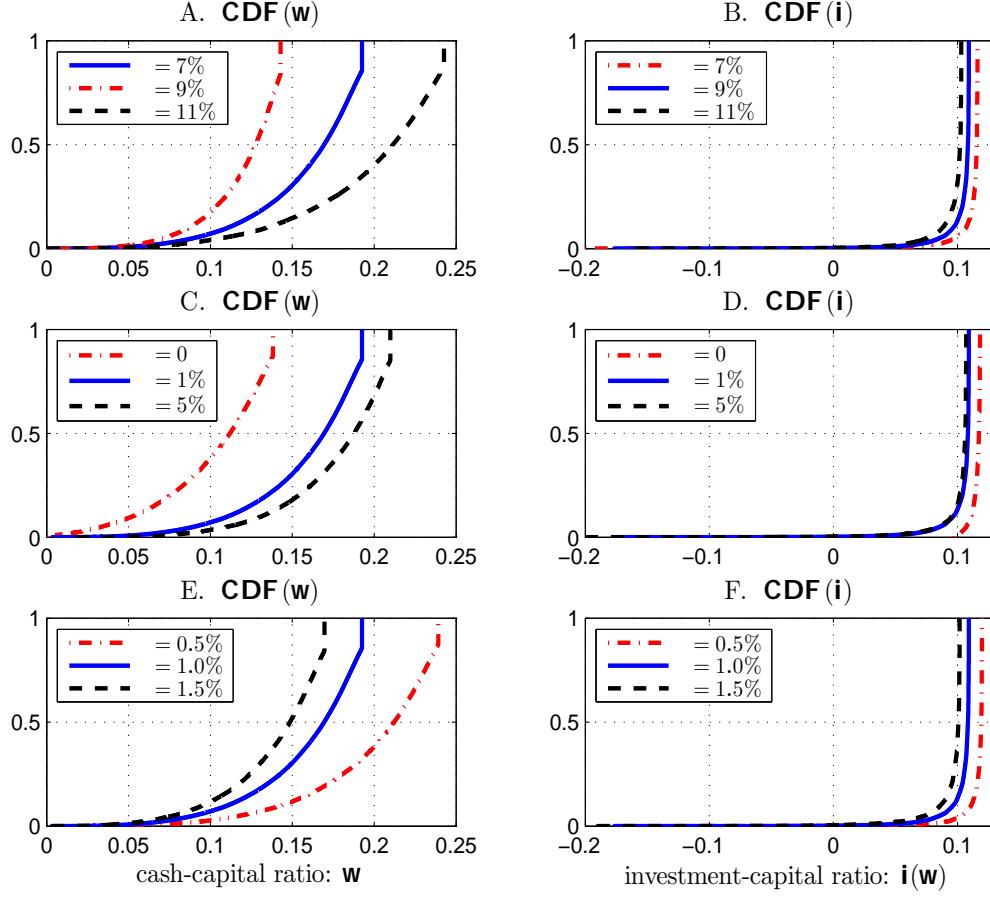 A. CDF(w)
1
0.5
0
= 7%
= 9%
= 11%
0 0.05 0.1 0.15 0.2 0.25
B. CDF(i)
1
0.5
0
= 7%
= 9%
= 11%
−0.2 −0.1 0 0.1
C. CDF(w)
1
0.5
0
= 0
= 1%
= 5%
0 0.05 0.1 0.15 0.2 0.25
D. CDF(i)
1
0.5
0
= 0
= 1%
= 5%
−0.2 −0.1 0 0.1
E. CDF(w)
1
0.5
0
= 0.5%
= 1.0%
= 1.5%
0 0.05 0.1 0.15 0.2 0.25
cash-capital ratio: w
F. CDF(i)
1
0.5
0
= 0.5%
= 1.0%
= 1.5%
−0.2 −0.1 0 0.1
investment-capital ratio: i(w)